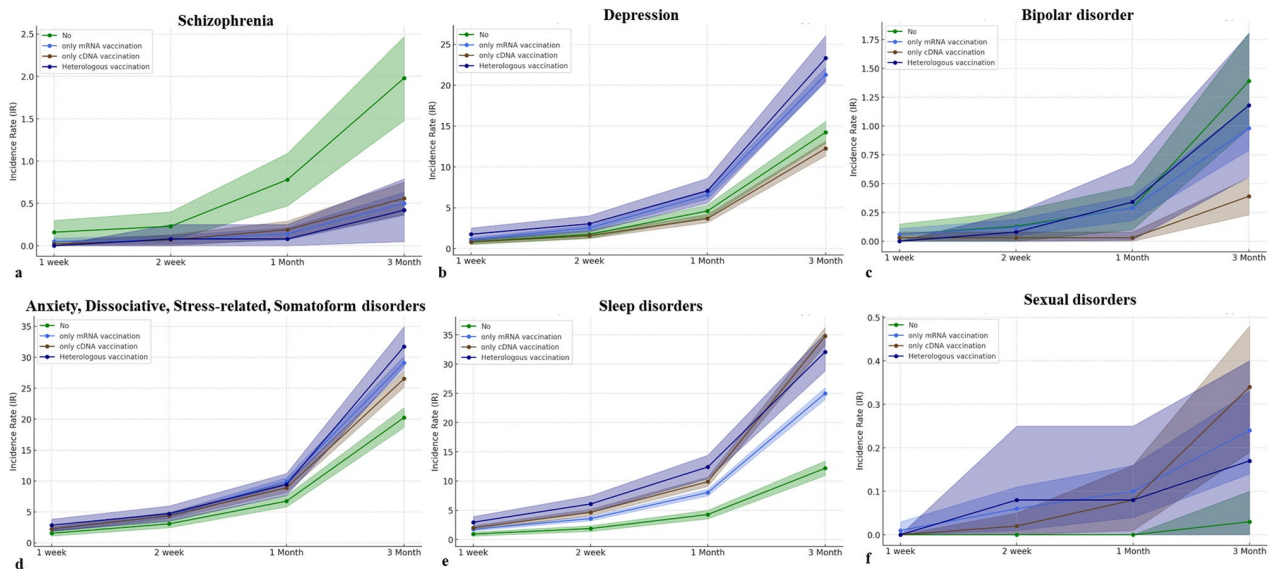 Schizophrenia
No
only mRNA vaccination
only cDNA vaccination
Heterologous vaccination
Incidence Rate (IR)
2.5
2.0
1.5
1.0
0.5
0.0
1 week
2 week
1 Month
3 Month
a
Depression
No
only mRNA vaccination
only cDNA vaccination
Heterologous vaccination
Incidence Rate (IR)
25
20
15
10
5
0
1 week
2 week
1 Month
3 Month
b
Bipolar disorder
No
only mRNA vaccination
only cDNA vaccination
Heterologous vaccination
Incidence Rate (IR)
1.75
1.50
1.25
1.00
0.75
0.50
0.25
0.00
1 week
2 week
1 Month
3 Month
c
Anxiety, Dissociative, Stress-related, Somatoform disorders
No
only mRNA vaccination
only cDNA vaccination
Heterologous vaccination
Incidence Rate (IR)
35
30
25
20
15
10
5
0
1 week
2 week
1 Month
3 Month
d
Sleep disorders
No
only mRNA vaccination
only cDNA vaccination
Heterologous vaccination
Incidence Rate (IR)
35
30
25
20
15
10
5
0
1 week
2 week
1 Month
3 Month
e
Sexual disorders
No
only mRNA vaccination
only cDNA vaccination
Heterologous vaccination
Incidence Rate (IR)
0.5
0.4
0.3
0.2
0.1
0.0
1 week
2 week
1 Month
3 Month
f